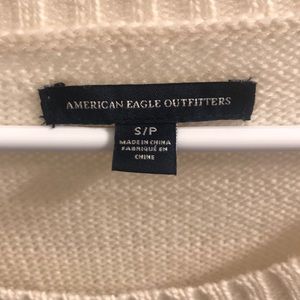 AMERICAN EAGLE OUTFITTERS
S/P
MADE IN CHINA
FABRIQUÉ EN
CHINE